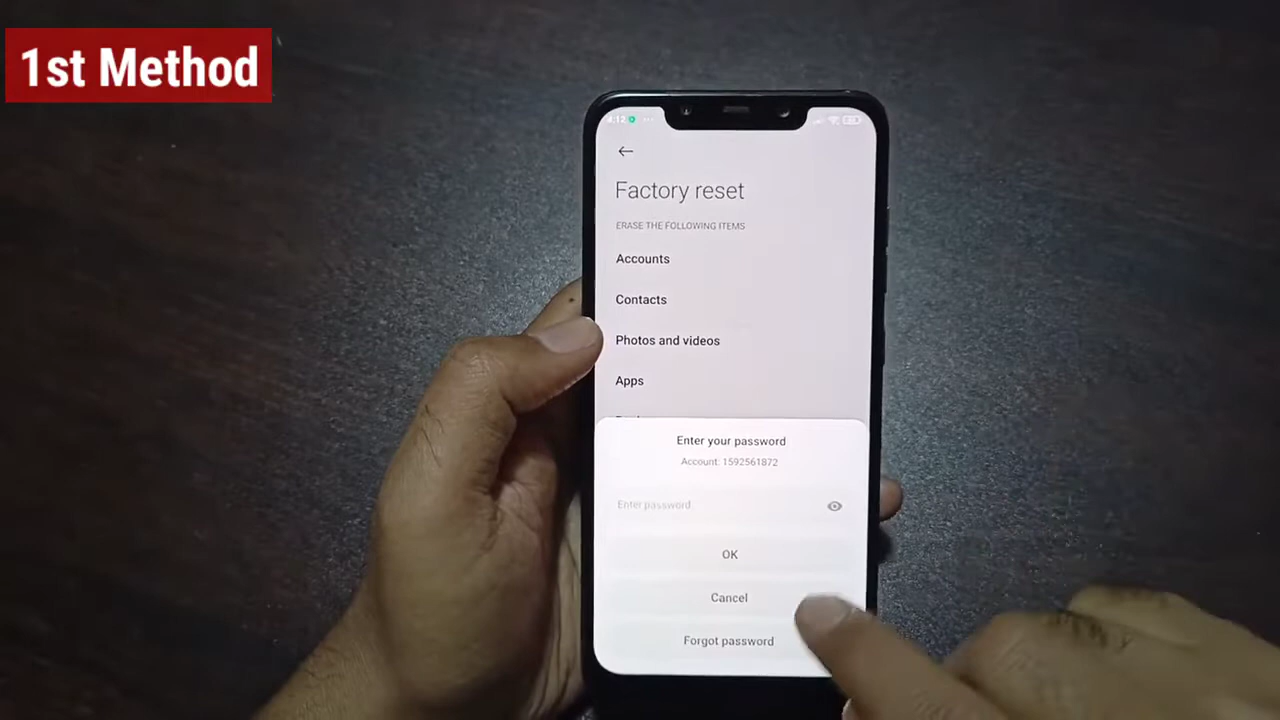 1st Method
Factory reset
ERASE THE FOLLOWING ITEMS
Accounts
Contacts
Photos and videos
Apps
Enter your password
Account: 1592561872
Enter password
OK
Cancel
Forgot password